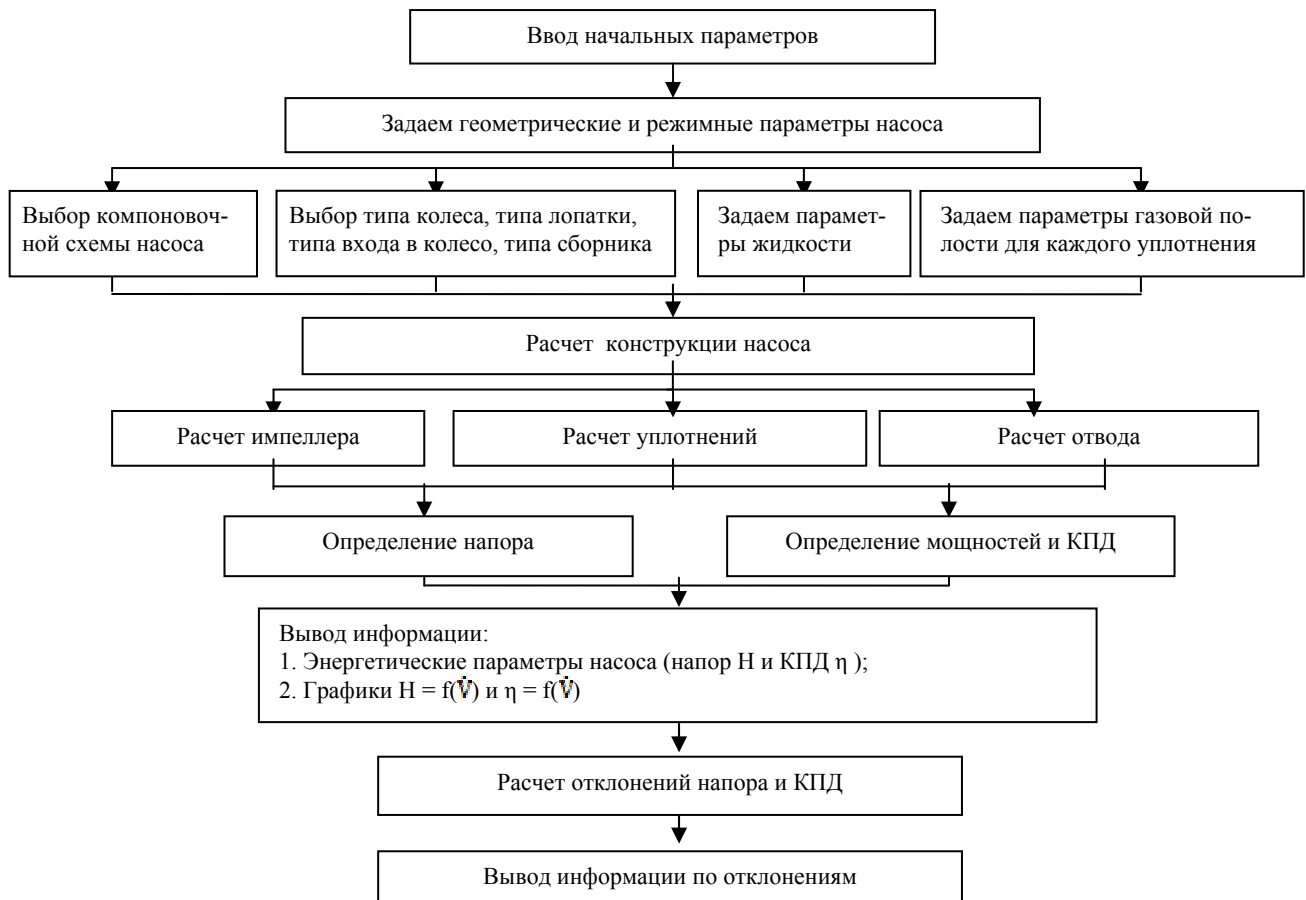 Ввод начальных параметров
Задаем геометрические и режимные параметры насоса
Выбор компоновоч-
ной схемы насоса
Выбор типа колеса, типа лопатки,
типа входа в колесо, типа сборника
Задаем парамет-
ры жидкости
Задаем параметры газовой по-
лости для каждого уплотнения
Расчет конструкции насоса
Расчет импеллера
Расчет уплотнений
Расчет отвода
Определение напора
Определение мощностей и КПД
Вывод информации:
1. Энергетические параметры насоса (напор H и КПД η );
2. Графики H = f(V̇) и η = f(V̇)
Расчет отклонений напора и КПД
Вывод информации по отклонениям